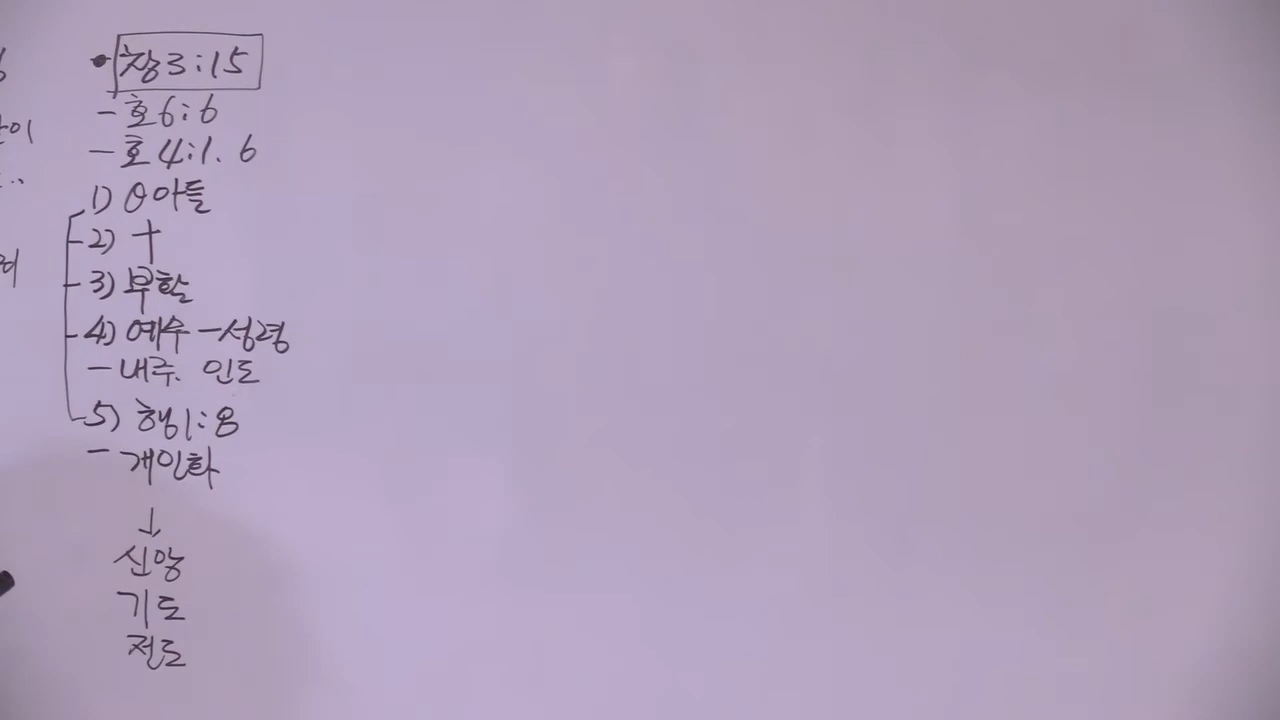 • 창3:15
- 호6:6
- 호4:1. 6
1) θ아들
2) 十
3) 부활
4) 예수 - 성령
- 내주. 인도
5) 행1:8
- 개인화
↓
신앙
기도
전도